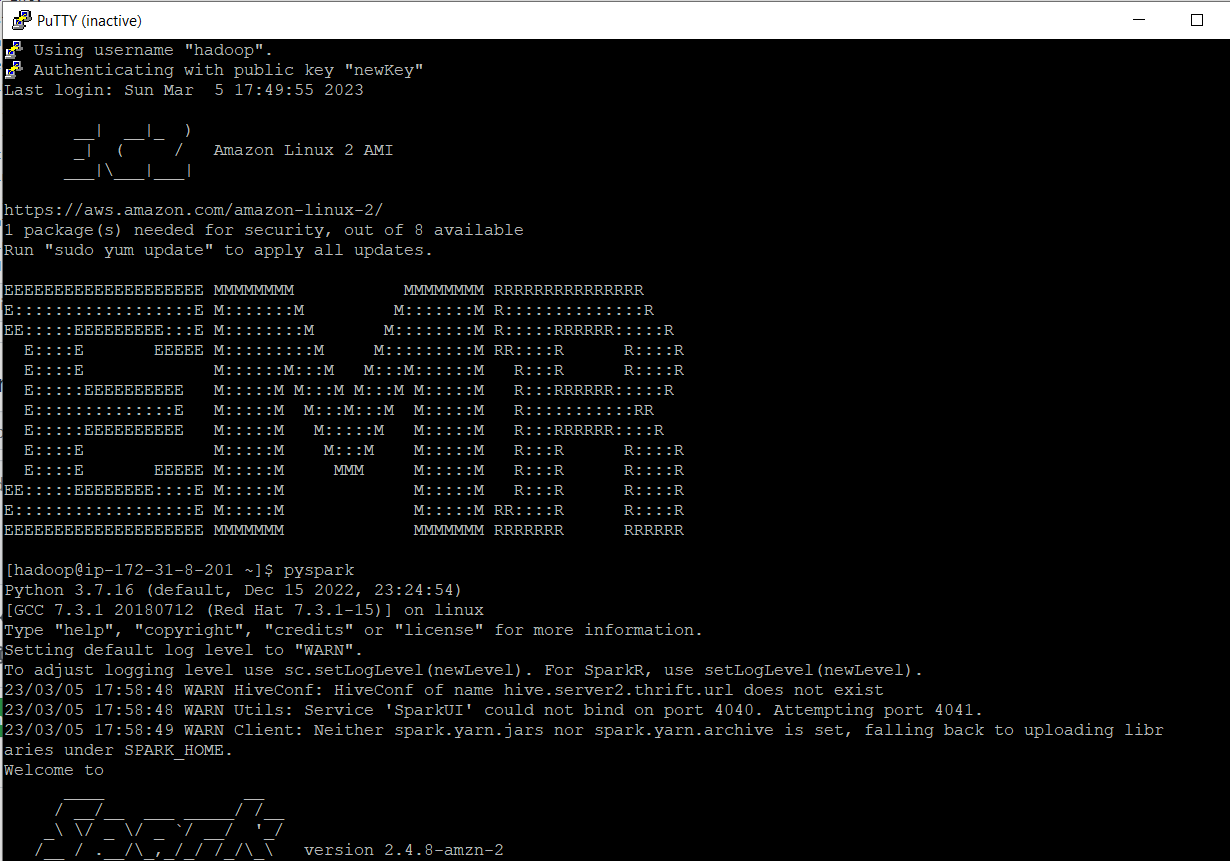 PuTTY (inactive)
Using username "hadoop".
Authenticating with public key "newKey"
Last login: Sun Mar  5 17:49:55 2023
       __|  __|_  )
       _|  (     /   Amazon Linux 2 AMI
      ___|\___|___|
https://aws.amazon.com/amazon-linux-2/
1 package(s) needed for security, out of 8 available
Run "sudo yum update" to apply all updates.
EEEEEEEEEEEEEEEEEEEE MMMMMMMM           MMMMMMMM RRRRRRRRRRRRRRR
E::::::::::::::::::E M:::::::M         M:::::::M R::::::::::::::R
EE:::::EEEEEEEEE:::E M::::::::M       M::::::::M R:::::RRRRRR:::::R
  E::::E       EEEEE M:::::::::M     M:::::::::M RR::::R      R::::R
  E::::E             M::::::M:::M   M:::M::::::M   R:::R      R::::R
  E:::::EEEEEEEEEE   M:::::M M:::M M:::M M:::::M   R:::RRRRRR:::::R
  E::::::::::::::E   M:::::M  M:::M:::M  M:::::M   R:::::::::::RR
  E:::::EEEEEEEEEE   M:::::M   M:::::M   M:::::M   R:::RRRRRR::::R
  E::::E             M:::::M    M:::M    M:::::M   R:::R      R::::R
  E::::E       EEEEE M:::::M     MMM     M:::::M   R:::R      R::::R
EE:::::EEEEEEEE::::E M:::::M             M:::::M   R:::R      R::::R
E::::::::::::::::::E M:::::M             M:::::M RR::::R      R::::R
EEEEEEEEEEEEEEEEEEEE MMMMMMM             MMMMMMM RRRRRRR      RRRRRR
[hadoop@ip-172-31-8-201 ~]$ pyspark
Python 3.7.16 (default, Dec 15 2022, 23:24:54)
[GCC 7.3.1 20180712 (Red Hat 7.3.1-15)] on linux
Type "help", "copyright", "credits" or "license" for more information.
Setting default log level to "WARN".
To adjust logging level use sc.setLogLevel(newLevel). For SparkR, use setLogLevel(newLevel).
23/03/05 17:58:48 WARN HiveConf: HiveConf of name hive.server2.thrift.url does not exist
23/03/05 17:58:48 WARN Utils: Service 'SparkUI' could not bind on port 4040. Attempting port 4041.
23/03/05 17:58:49 WARN Client: Neither spark.yarn.jars nor spark.yarn.archive is set, falling back to uploading libr
aries under SPARK_HOME.
Welcome to
      ____              __
     / __/__  ___ _____/ /__
    _\ \/ _ \/ _ `/ __/  '_/
   /__ / .__/\_,_/_/ /_/\_\   version 2.4.8-amzn-2